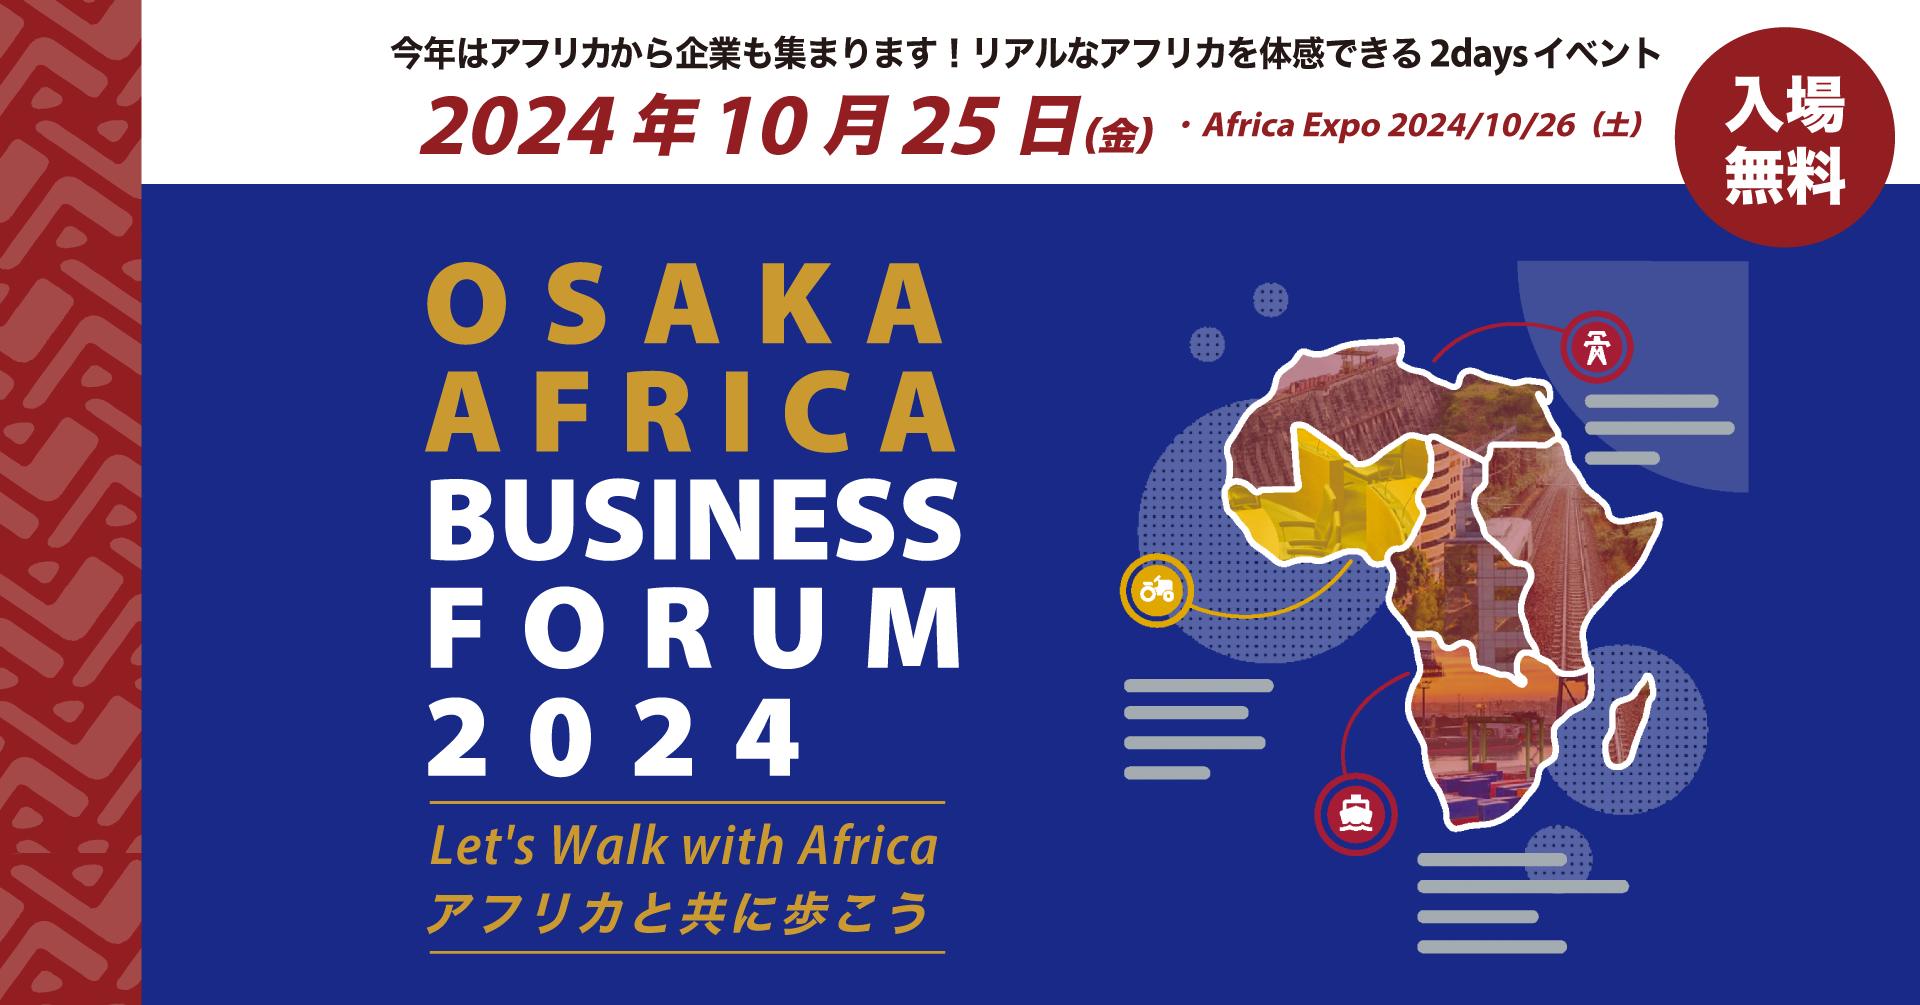 今年はアフリカから企業も集まります！リアルなアフリカを体感できる2daysイベント
2024年10月25日(金) ・Africa Expo 2024/10/26（土）
入場
無料
OSAKA
AFRICA
BUSINESS
FORUM
2024
Let's Walk with Africa
アフリカと共に歩こう